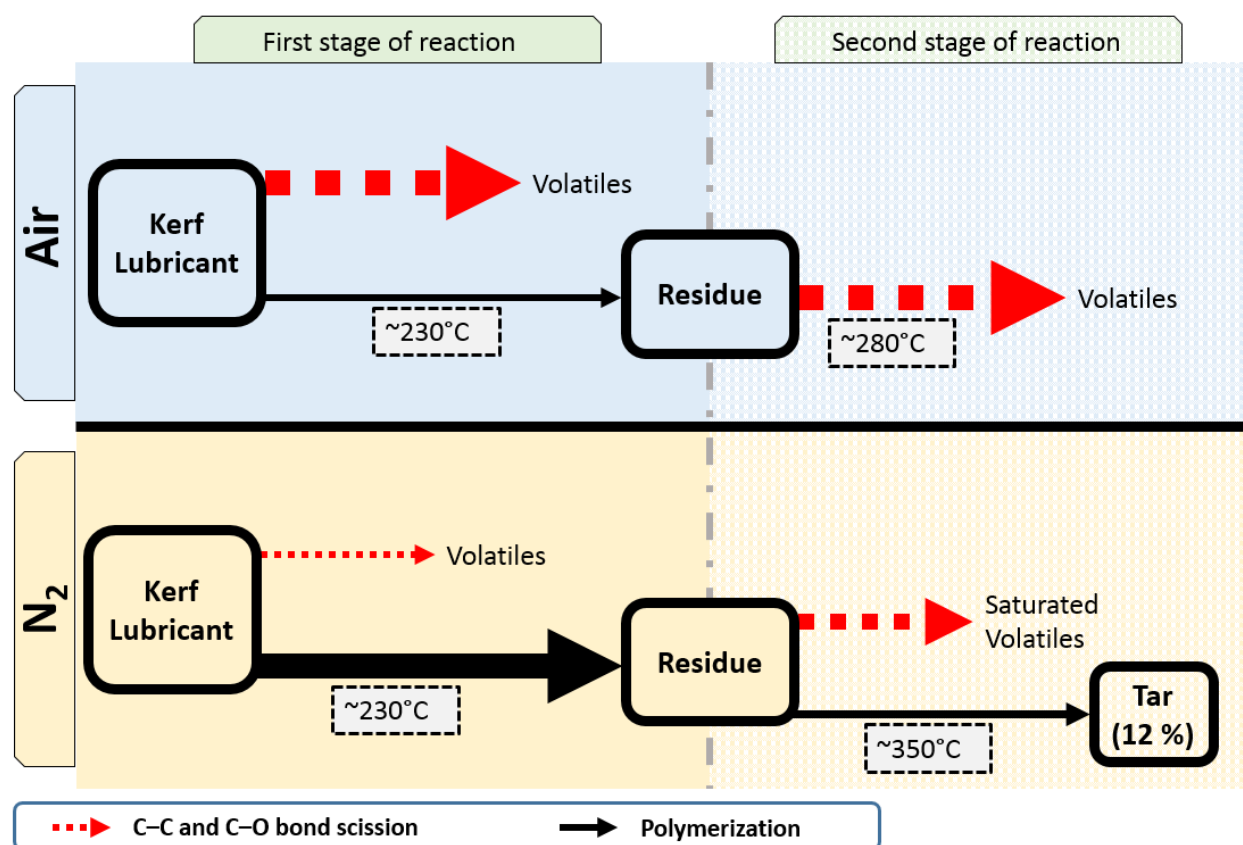 First stage of reaction
Second stage of reaction
Air
Kerf
Lubricant
Volatiles
~230°C
Residue
Volatiles
~280°C
N₂
Kerf
Lubricant
Volatiles
~230°C
Residue
Saturated
Volatiles
~350°C
Tar
(12 %)
C–C and C–O bond scission
Polymerization